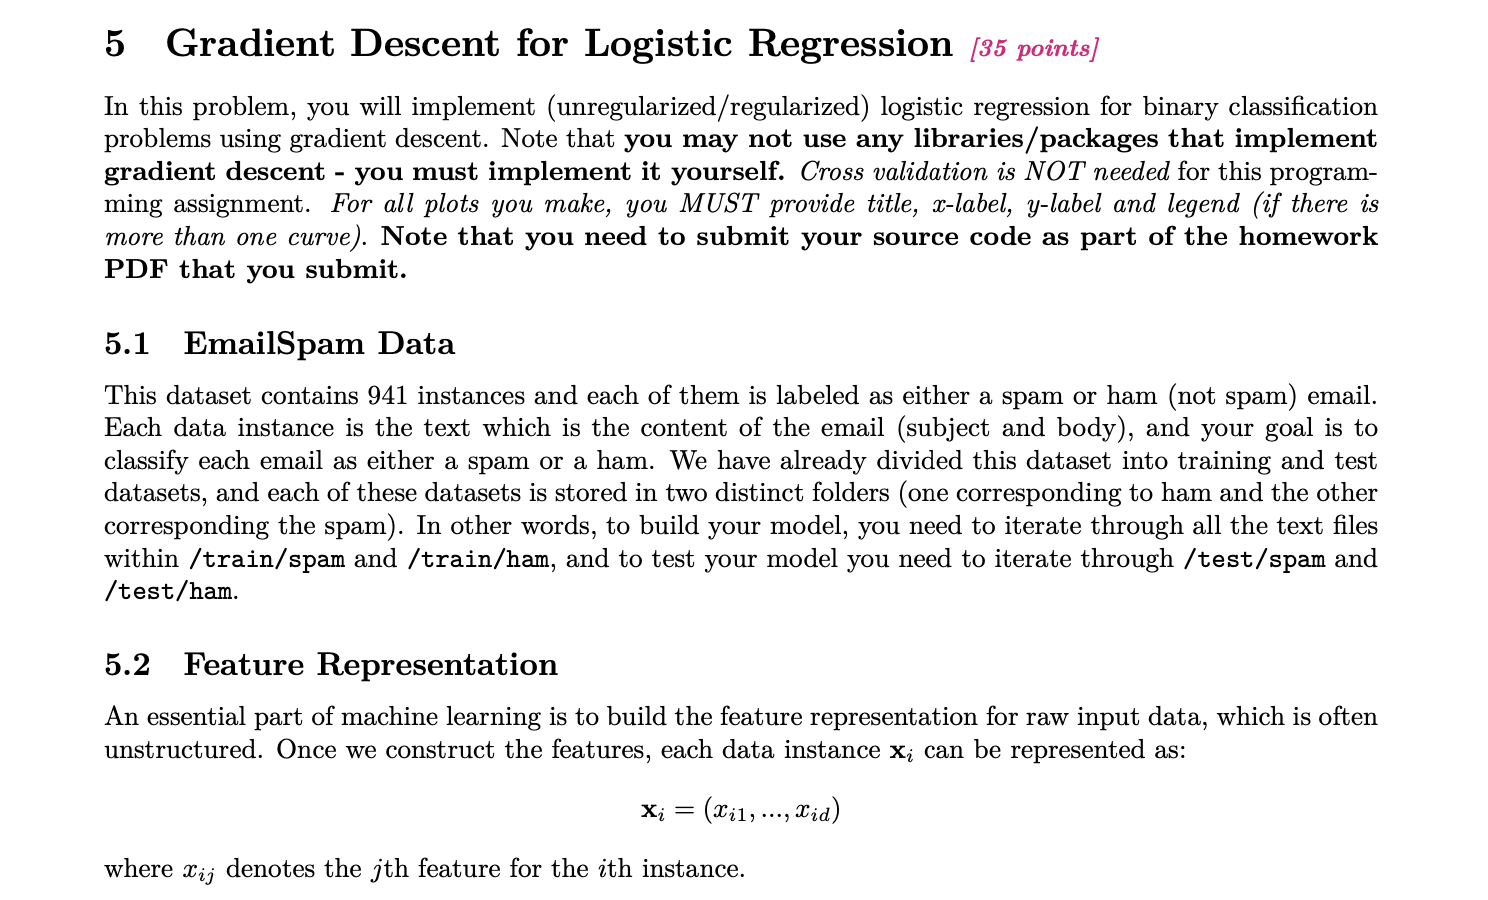 5 Gradient Descent for Logistic Regression [35 points]
In this problem, you will implement (unregularized/regularized) logistic regression for binary classification
problems using gradient descent. Note that you may not use any libraries/packages that implement
gradient descent - you must implement it yourself. Cross validation is NOT needed for this program-
ming assignment. For all plots you make, you MUST provide title, x-label, y-label and legend (if there is
more than one curve). Note that you need to submit your source code as part of the homework
PDF that you submit.
5.1 EmailSpam Data
This dataset contains 941 instances and each of them is labeled as either a spam or ham (not spam) email.
Each data instance is the text which is the content of the email (subject and body), and your goal is to
classify each email as either a spam or a ham. We have already divided this dataset into training and test
datasets, and each of these datasets is stored in two distinct folders (one corresponding to ham and the other
corresponding the spam). In other words, to build your model, you need to iterate through all the text files
within /train/spam and /train/ham, and to test your model you need to iterate through /test/spam and
/test/ham.
5.2 Feature Representation
An essential part of machine learning is to build the feature representation for raw input data, which is often
unstructured. Once we construct the features, each data instance xᵢ can be represented as:
xᵢ = (xᵢ₁, ..., x_{id})
where x_{ij} denotes the jth feature for the ith instance.